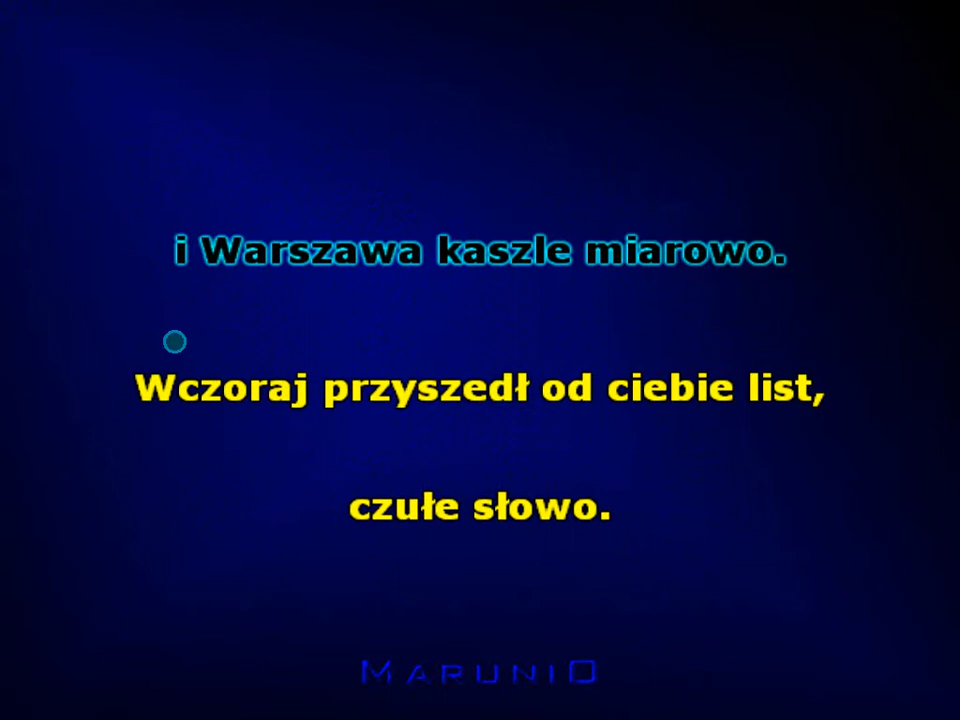 i Warszawa kaszle miarowo.
Wczoraj przyszedł od ciebie list,
czułe słowo.
MARUNIO